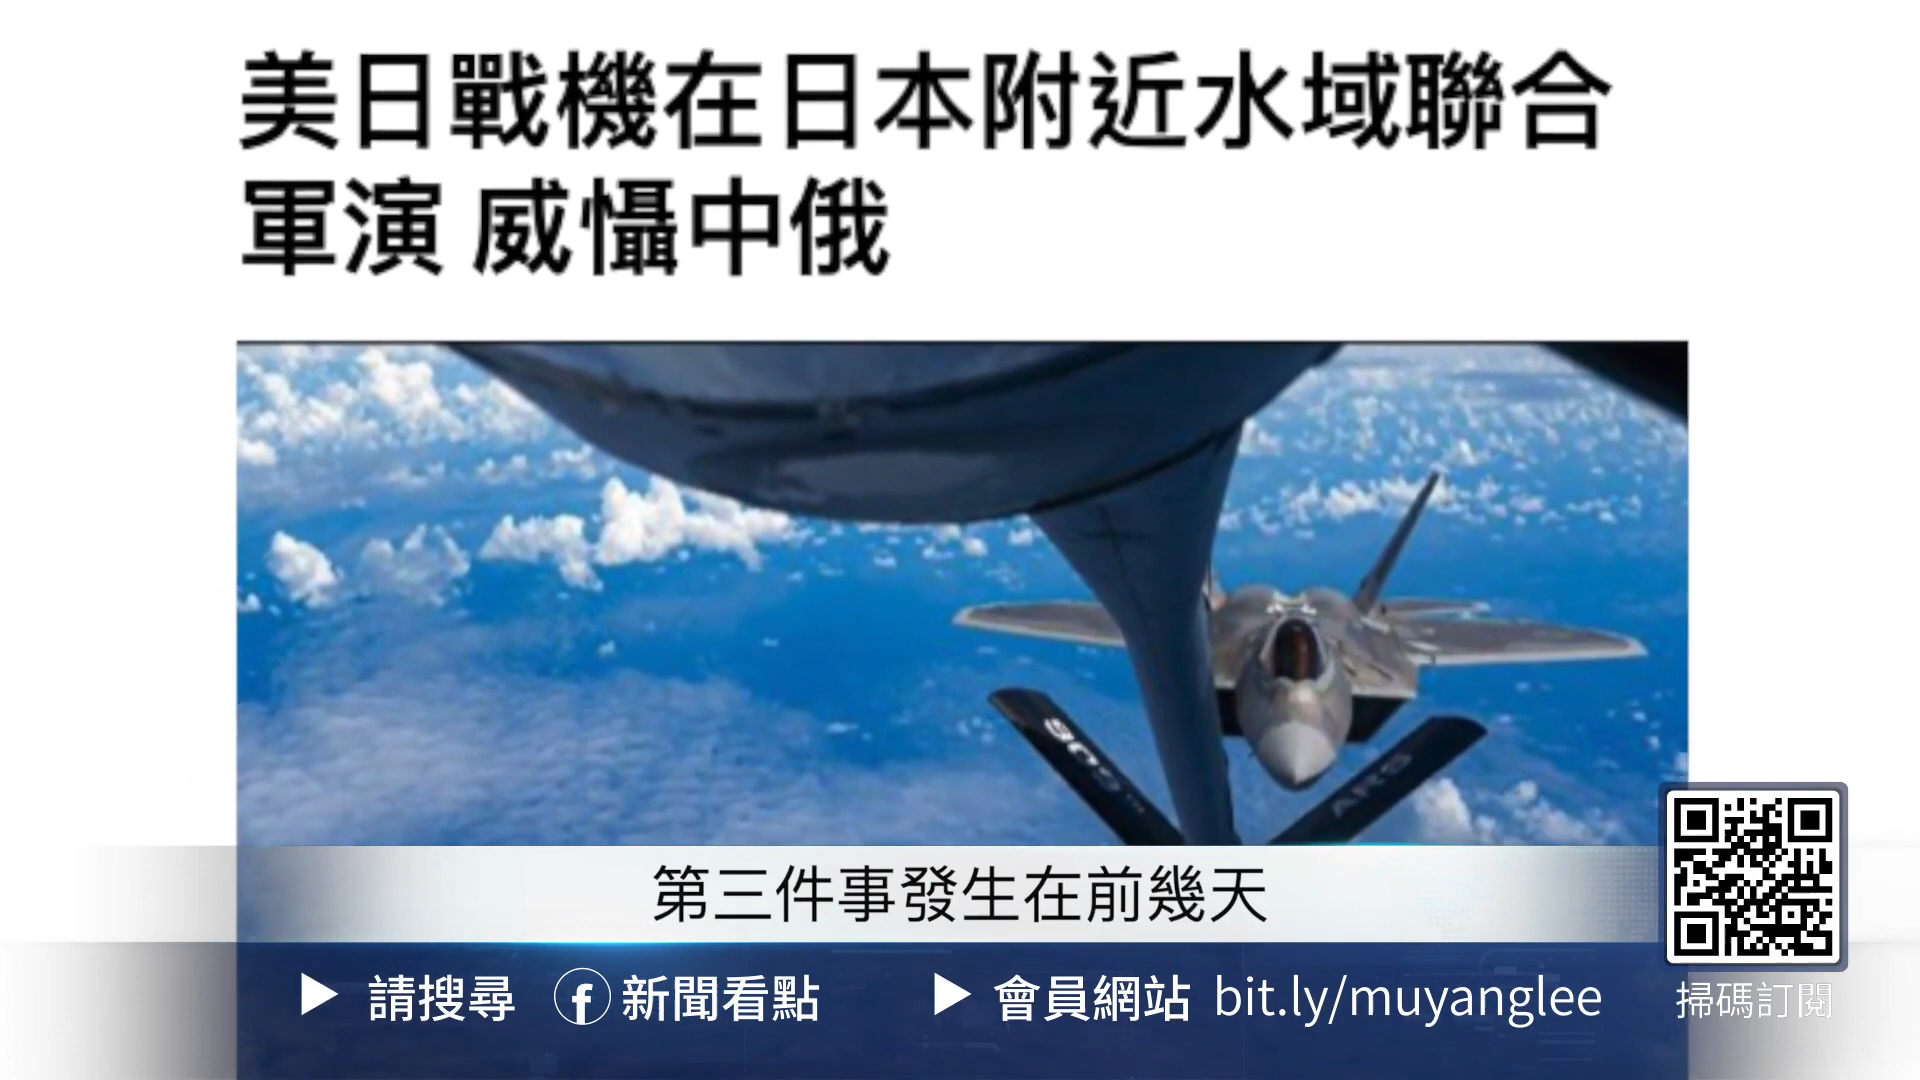 美日戰機在日本附近水域聯合
軍演 威懾中俄
909TH
ARS
第三件事發生在前幾天
▶ 請搜尋 f 新聞看點 ▶ 會員網站 bit.ly/muyanglee
掃碼訂閱